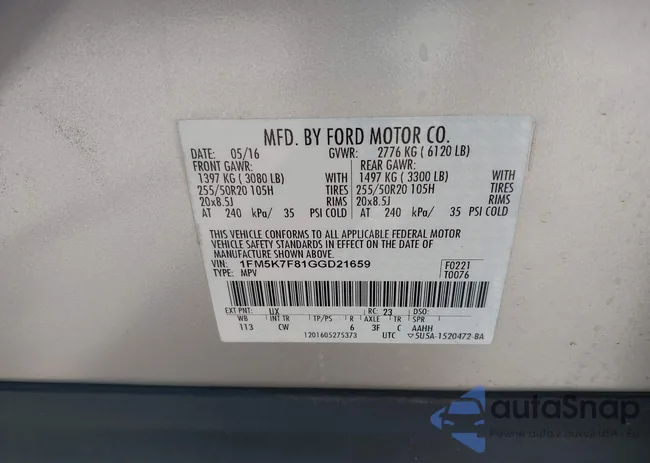 MFD. BY FORD MOTOR CO.
DATE: 05/16 GVWR: 2776 KG ( 6120 LB)
FRONT GAWR: REAR GAWR:
1397 KG ( 3080 LB) WITH 1497 KG ( 3300 LB) WITH
255/50R20 105H TIRES 255/50R20 105H TIRES
20x8.5J RIMS 20x8.5J RIMS
AT 240 kPa/ 35 PSI COLD AT 240 kPa/ 35 PSI COLD
THIS VEHICLE CONFORMS TO ALL APPLICABLE FEDERAL MOTOR
VEHICLE SAFETY STANDARDS IN EFFECT ON THE DATE OF
MANUFACTURE SHOWN ABOVE.
VIN: 1FM5K7F81GGD21659 F0221
TYPE: MPV T0076
EXT PNT: UX RC: 23 DSO:
WB INT TR TP/PS R AXLE TR SPR
113 CW 6 3F C AAHH
1201605275373 UTC ▽5U5A-1520472-BA
autoSnap